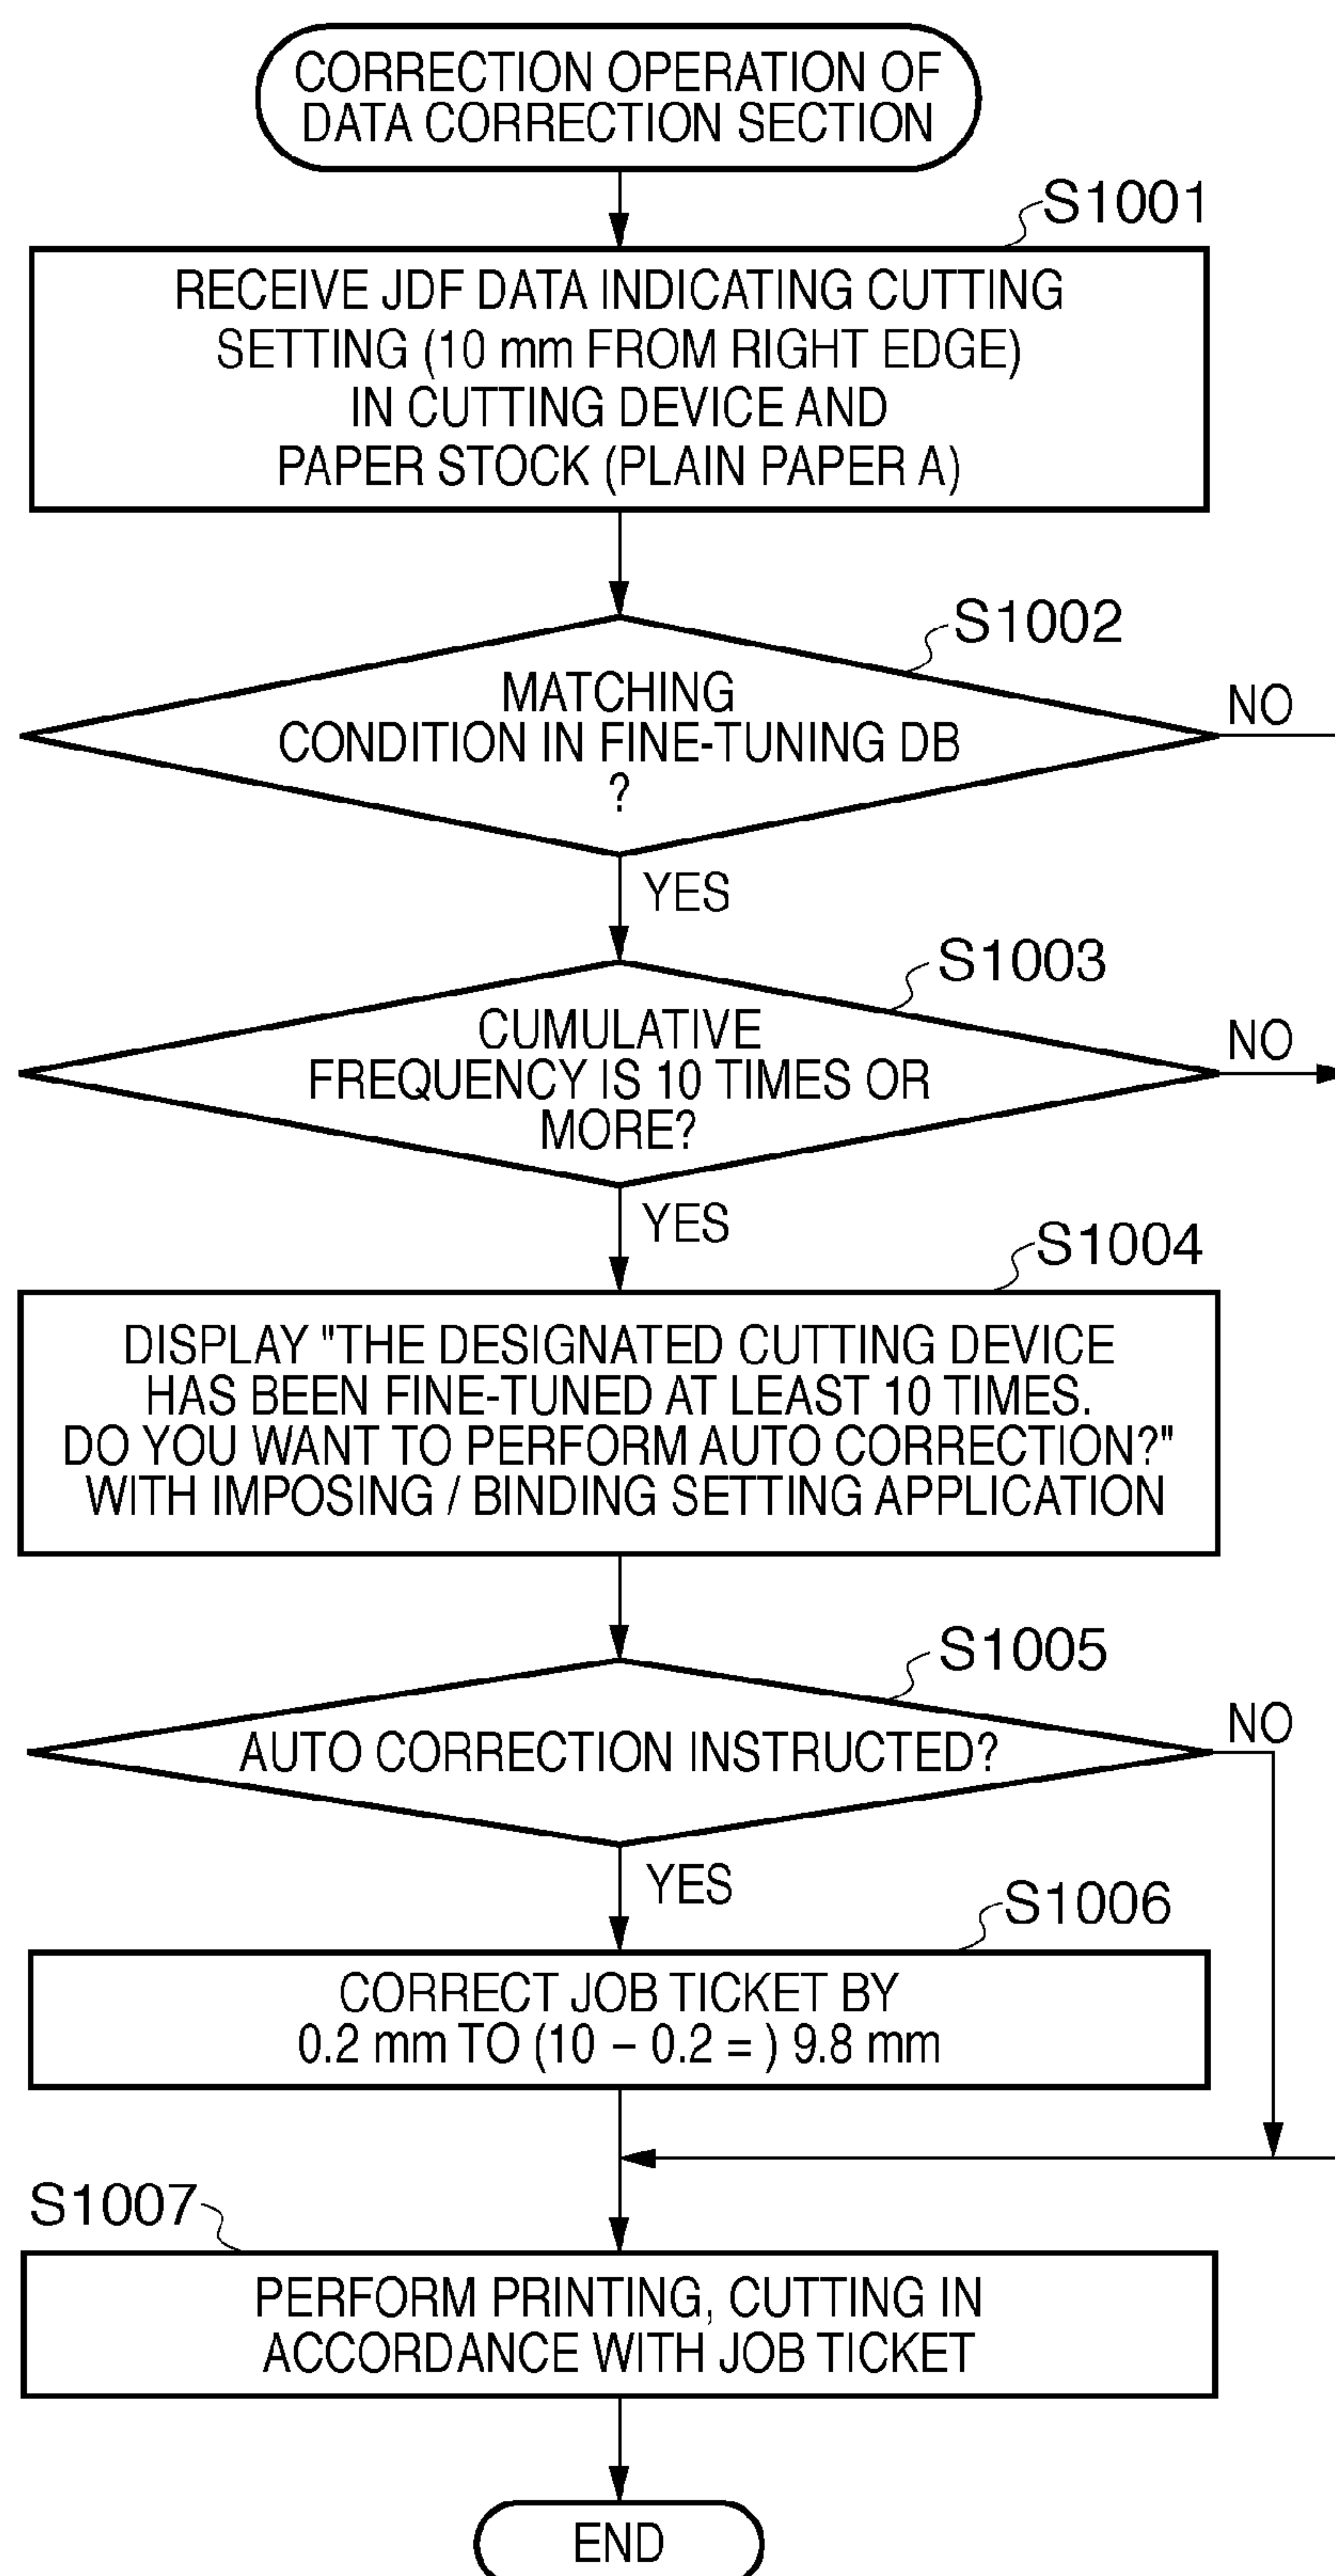 CORRECTION OPERATION OF
DATA CORRECTION SECTION
S1001
RECEIVE JDF DATA INDICATING CUTTING
SETTING (10 mm FROM RIGHT EDGE)
IN CUTTING DEVICE AND
PAPER STOCK (PLAIN PAPER A)
S1002
MATCHING
CONDITION IN FINE-TUNING DB
?
NO
YES
S1003
CUMULATIVE
FREQUENCY IS 10 TIMES OR
MORE?
NO
YES
S1004
DISPLAY "THE DESIGNATED CUTTING DEVICE
HAS BEEN FINE-TUNED AT LEAST 10 TIMES.
DO YOU WANT TO PERFORM AUTO CORRECTION?"
WITH IMPOSING / BINDING SETTING APPLICATION
S1005
AUTO CORRECTION INSTRUCTED?
NO
YES
S1006
CORRECT JOB TICKET BY
0.2 mm TO (10 – 0.2 = ) 9.8 mm
S1007
PERFORM PRINTING, CUTTING IN
ACCORDANCE WITH JOB TICKET
END